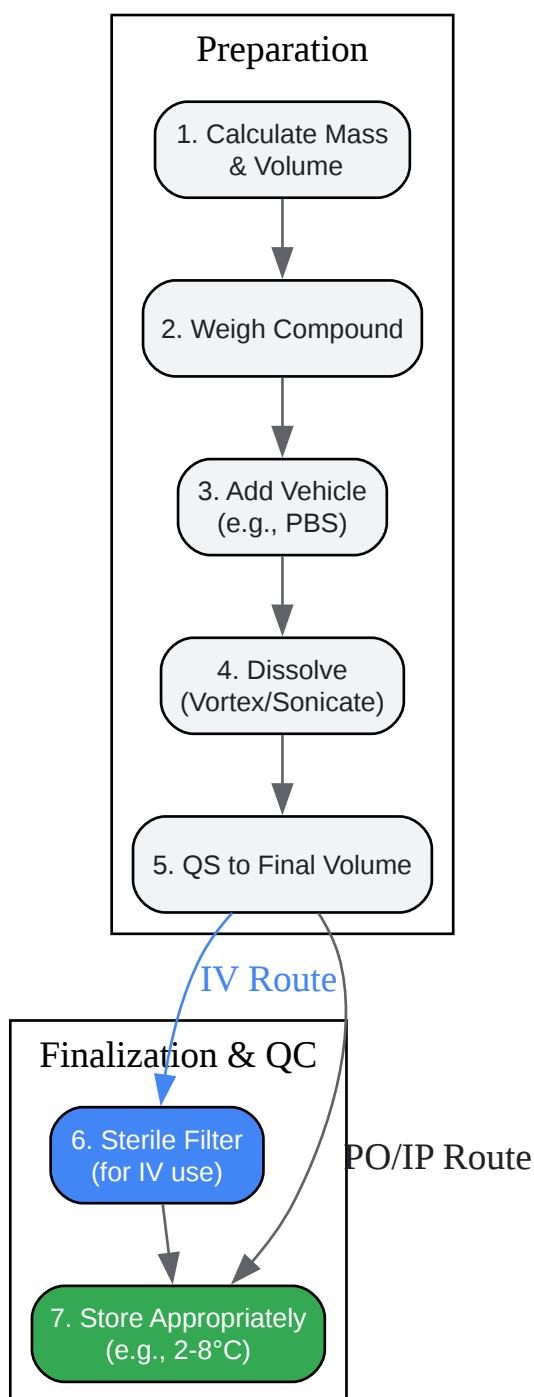 Preparation
1. Calculate Mass
& Volume
2. Weigh Compound
3. Add Vehicle
(e.g., PBS)
4. Dissolve
(Vortex/Sonicate)
5. QS to Final Volume
IV Route
Finalization & QC
6. Sterile Filter
(for IV use)
PO/IP Route
7. Store Appropriately
(e.g., 2-8°C)